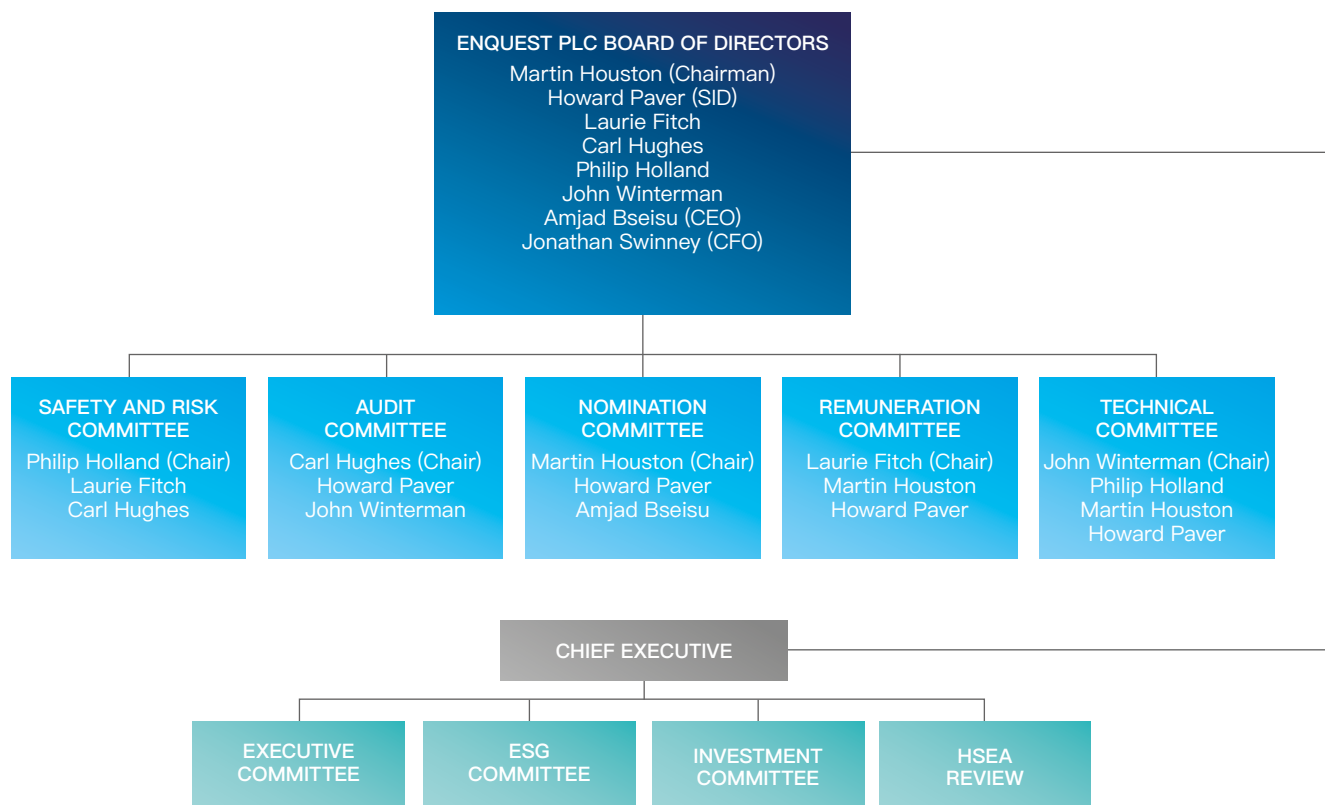 ENQUEST PLC BOARD OF DIRECTORS
Martin Houston (Chairman)
Howard Paver (SID)
Laurie Fitch
Carl Hughes
Philip Holland
John Winterman
Amjad Bseisu (CEO)
Jonathan Swinney (CFO)
SAFETY AND RISK
COMMITTEE
Philip Holland (Chair)
Laurie Fitch
Carl Hughes
AUDIT
COMMITTEE
Carl Hughes (Chair)
Howard Paver
John Winterman
NOMINATION
COMMITTEE
Martin Houston (Chair)
Howard Paver
Amjad Bseisu
REMUNERATION
COMMITTEE
Laurie Fitch (Chair)
Martin Houston
Howard Paver
TECHNICAL
COMMITTEE
John Winterman (Chair)
Philip Holland
Martin Houston
Howard Paver
CHIEF EXECUTIVE
EXECUTIVE
COMMITTEE
ESG
COMMITTEE
INVESTMENT
COMMITTEE
HSEA
REVIEW